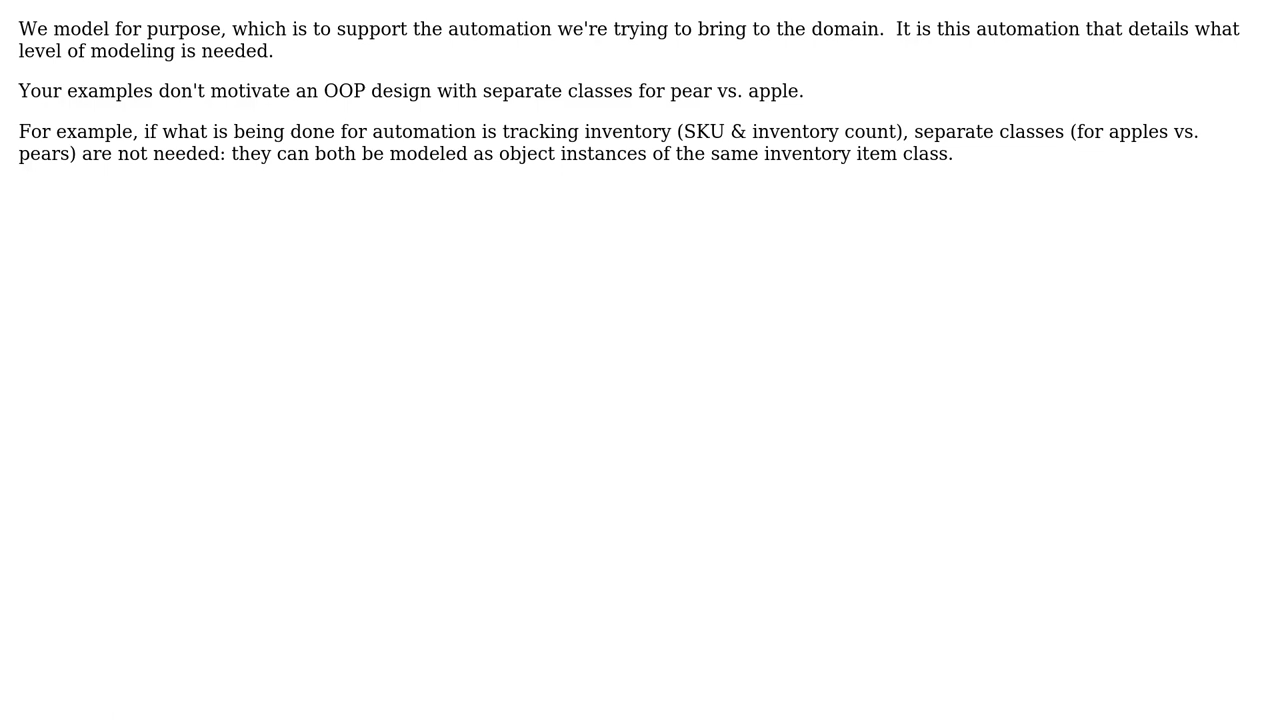 We model for purpose, which is to support the automation we're trying to bring to the domain.  It is this automation that details what
level of modeling is needed.
Your examples don't motivate an OOP design with separate classes for pear vs. apple.
For example, if what is being done for automation is tracking inventory (SKU & inventory count), separate classes (for apples vs.
pears) are not needed: they can both be modeled as object instances of the same inventory item class.